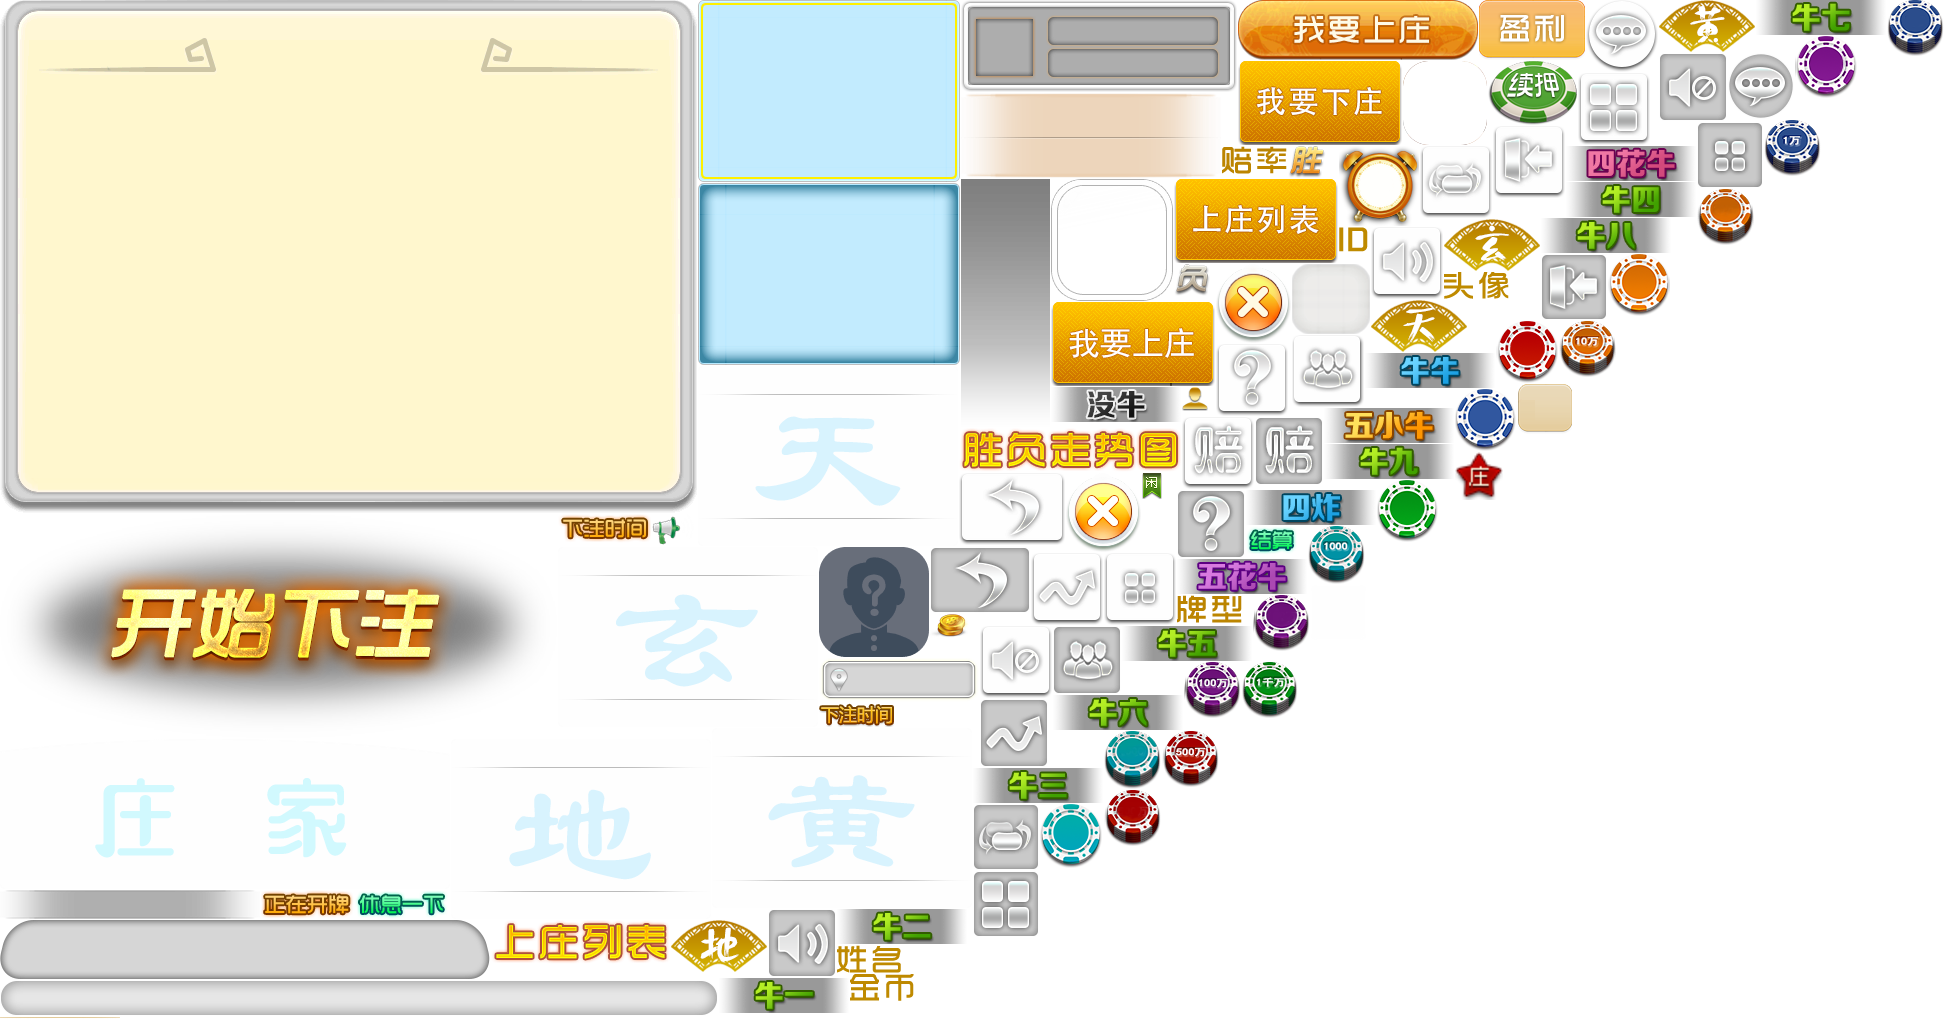 我要上庄
盈利
黄
牛七
我要下庄
续押
1万
赔率
胜
四花牛
牛四
上庄列表
ID
玄
牛八
负
头像
我要上庄
天
牛牛
10万
没牛
天
五小牛
胜负走势图
赔
赔
牛九
庄
闲
下注时间
四炸
结算
1000
开始下注
玄
五花牛
牌型
牛五
100万
1千万
下注时间
牛六
500万
庄家
地
黄
牛三
正在开牌
休息一下
上庄列表
地
牛二
姓名
金币
牛一